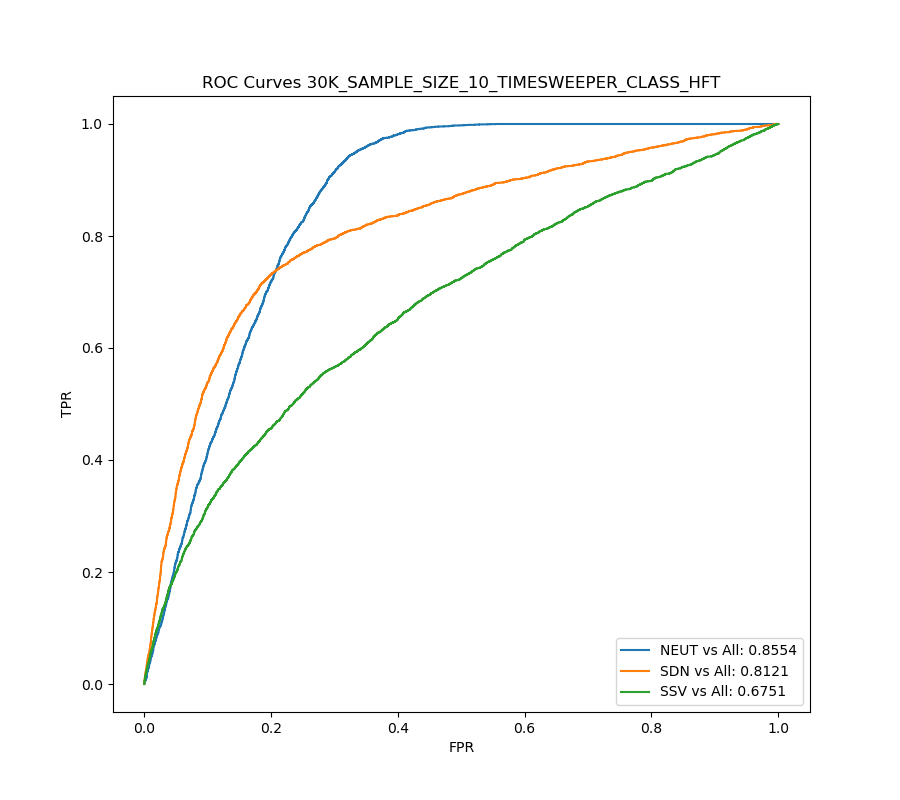 ROC Curves 30K_SAMPLE_SIZE_10_TIMESWEEPER_CLASS_HFT
1.0
0.8
0.6
0.4
0.2
0.0
TPR
NEUT vs All: 0.8554
SDN vs All: 0.8121
SSV vs All: 0.6751
0.0 0.2 0.4 0.6 0.8 1.0
FPR